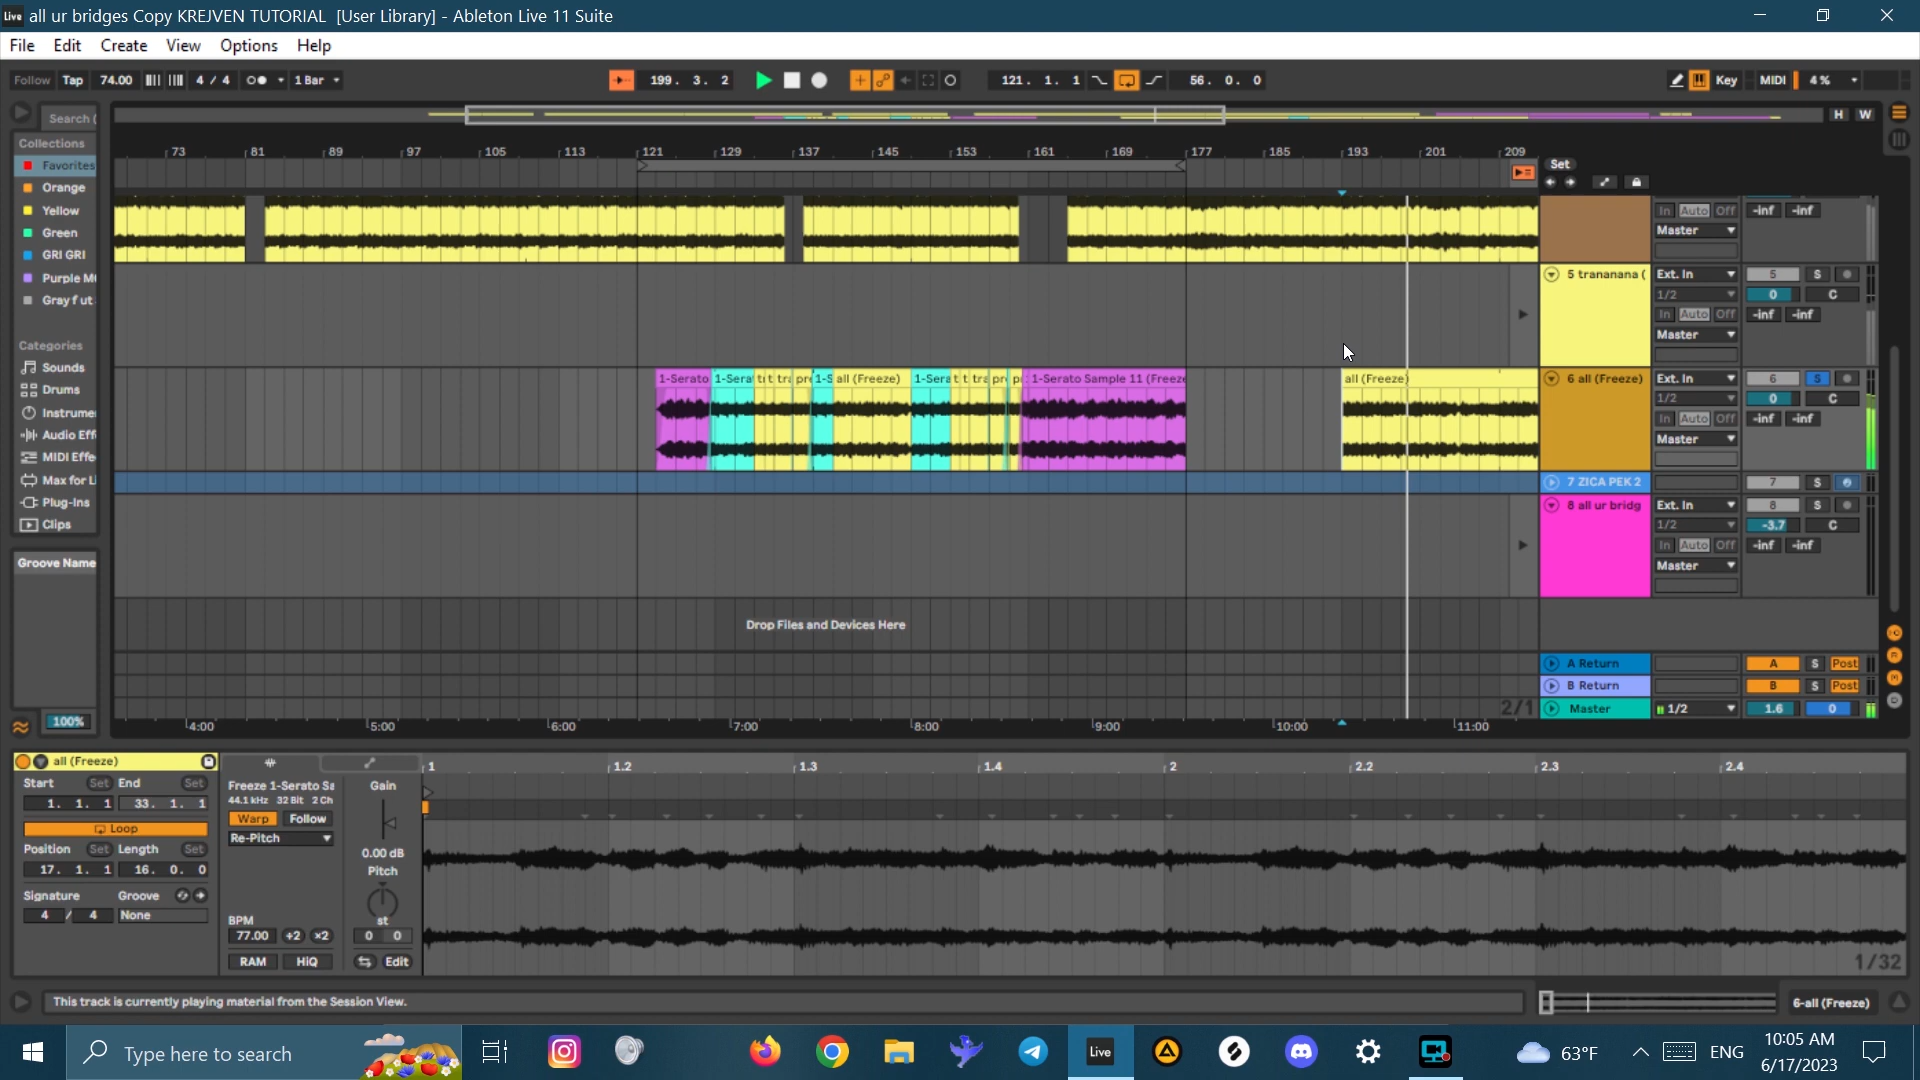 all ur bridges Copy KREJVEN TUTORIAL [User Library] - Ableton Live 11 Suite
File Edit Create View Options Help
Follow Tap 74.00 4 / 4 1 Bar 199. 3. 2 121. 1. 1 56. 0. 0 Key MIDI 4 %
Search (
H W
Collections
Favorites
Orange
Yellow
Green
GRI GRI
Purple M
Gray f ut
Categories
Sounds
Drums
Instrume
Audio Eff
MIDI Effe
Max for L
Plug-Ins
Clips
Groove Name
100%
73 81 89 97 105 113 121 129 137 145 153 161 169 177 185 193 201 209
Set
In Auto Off -inf -inf
Master
5 trananana ( Ext. In 5 S
1/2 0 C
In Auto Off -inf -inf
Master
1-Serato 1-Sera tri t tra pr 1-S all (Freeze) 1-Sera t t tra pr p 1-Serato Sample 11 (Freeze all (Freeze)
6 all (Freeze) Ext. In 6 S
1/2 0 C
In Auto Off -inf -inf
Master
7 ZICA PEK 2 7 S
8 all ur bridg Ext. In 8 S
1/2 -3.7 C
In Auto Off -inf -inf
Master
Drop Files and Devices Here
A Return A S Post
B Return B S Post
2/1 Master 1/2 1.6 0
4:00 5:00 6:00 7:00 8:00 9:00 10:00 11:00
all (Freeze)
Start Set End Set
1. 1. 1 33. 1. 1
Loop
Position Set Length Set
17. 1. 1 16. 0. 0
Signature Groove
4 / 4 None
Freeze 1-Serato Sa
44.1 kHz 32 Bit 2 Ch
Warp Follow
Re-Pitch
BPM
77.00 ÷2 ×2
RAM HiQ
Gain
0.00 dB
Pitch
st
0 0
Edit
1 1.2 1.3 1.4 2 2.2 2.3 2.4
1/32
This track is currently playing material from the Session View.
6-all (Freeze)
Type here to search
Live
63°F
ENG
10:05 AM
6/17/2023